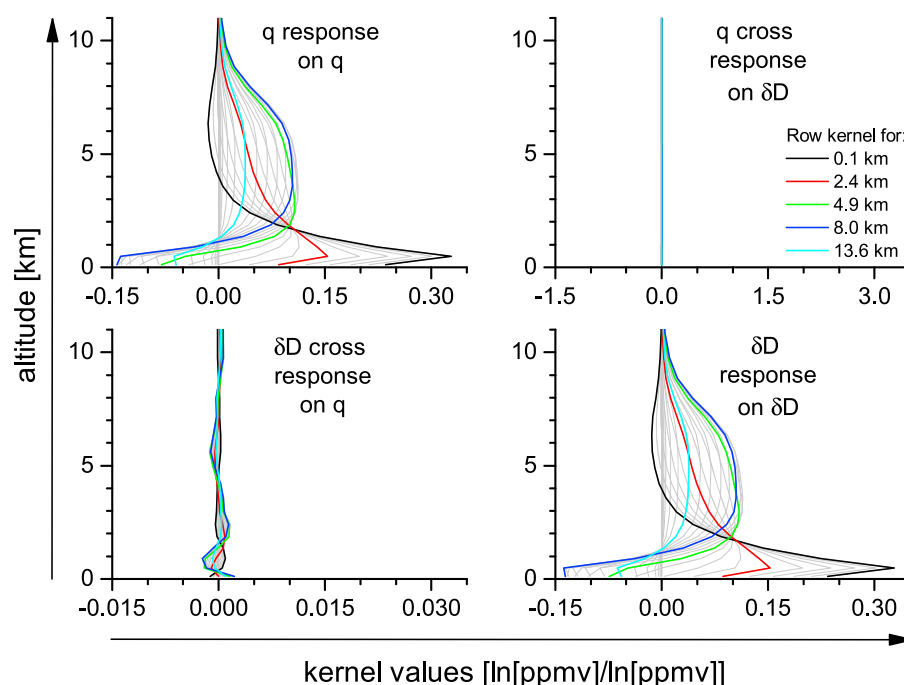 10
5
0
q response
on q
-0.15
0.00
0.15
0.30
10
5
0
q cross
response
on δD
Row kernel for:
0.1 km
2.4 km
4.9 km
8.0 km
13.6 km
-1.5
0.0
1.5
3.0
altitude [km]
10
5
0
δD cross
response
on q
-0.015
0.000
0.015
0.030
10
5
0
δD
response
on δD
-0.15
0.00
0.15
0.30
kernel values [ln[ppmv]/ln[ppmv]]